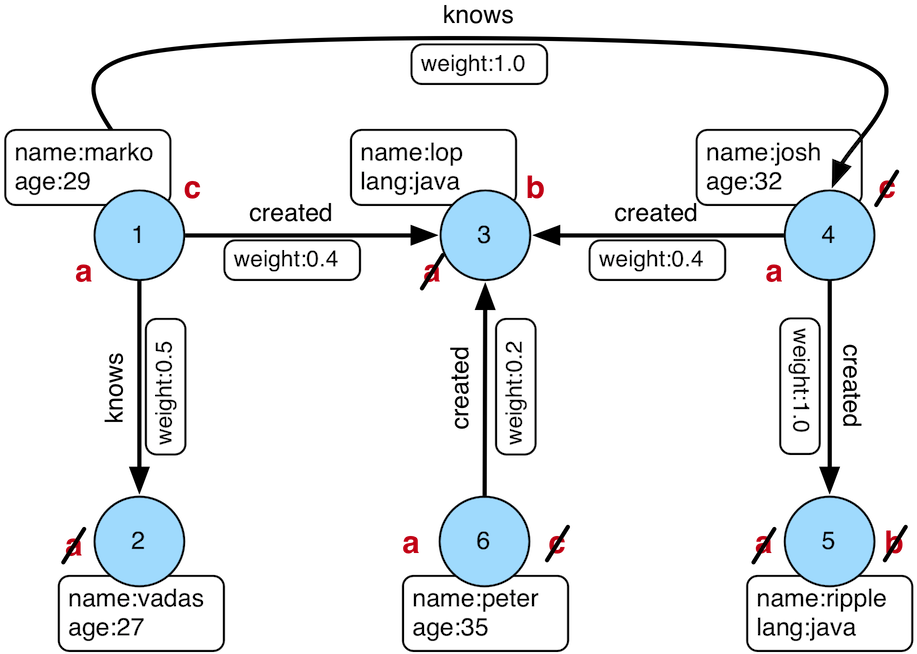 knows
weight:1.0
name:marko
age:29
name:lop
lang:java
name:josh
age:32
c
b
c
1
created
weight:0.4
3
created
weight:0.4
4
a
a
a
knows
weight:0.5
created
weight:0.2
weight:1.0
created
a
2
a
6
c
a
5
b
name:vadas
age:27
name:peter
age:35
name:ripple
lang:java